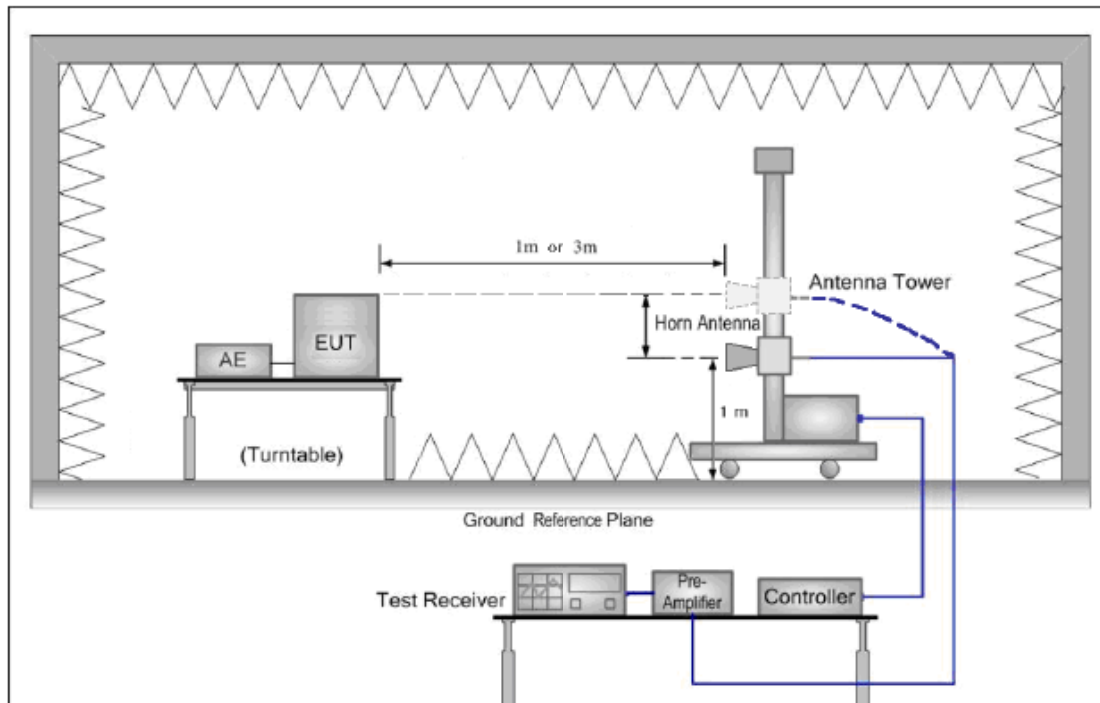 1m or 3m
Antenna Tower
Horn Antenna
EUT
AE
1 m
(Turntable)
Ground Reference Plane
Test Receiver
Pre-
Amplifier
Controller